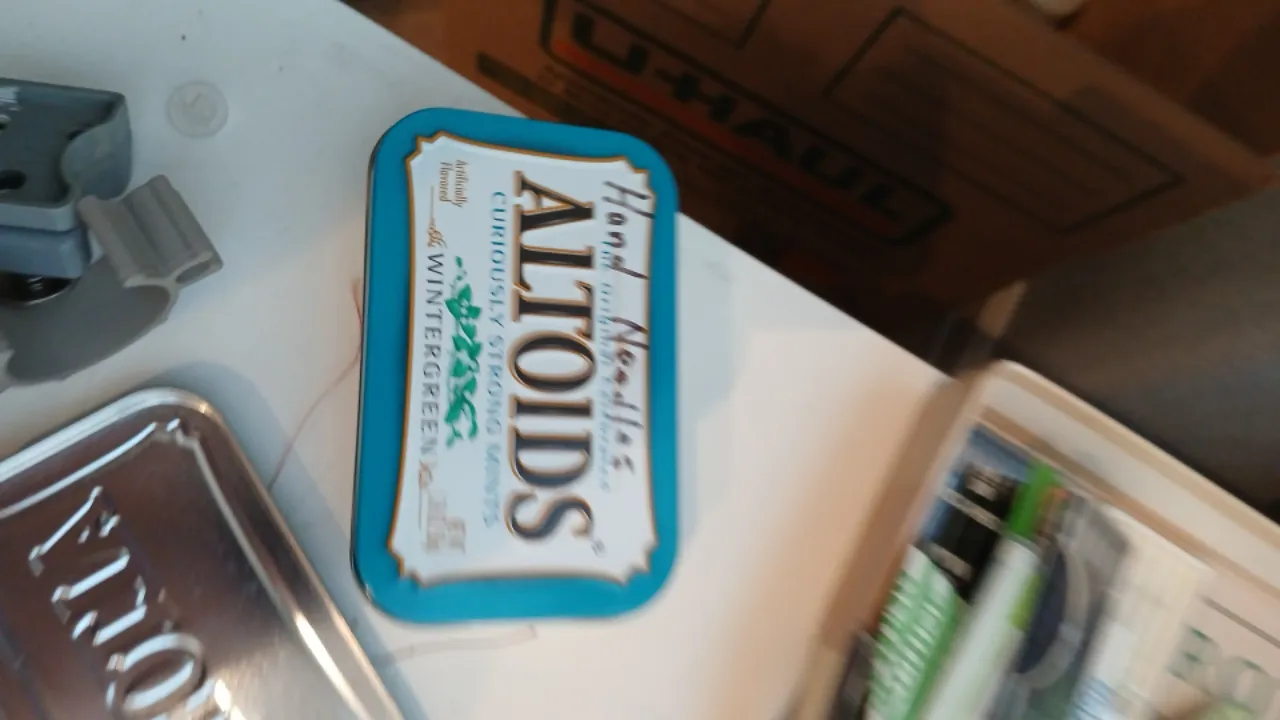 Hand Needles
ALTOIDS
CURIOUSLY STRONG MINTS
WINTERGREEN
Artificially
Flavored
U-HAUL